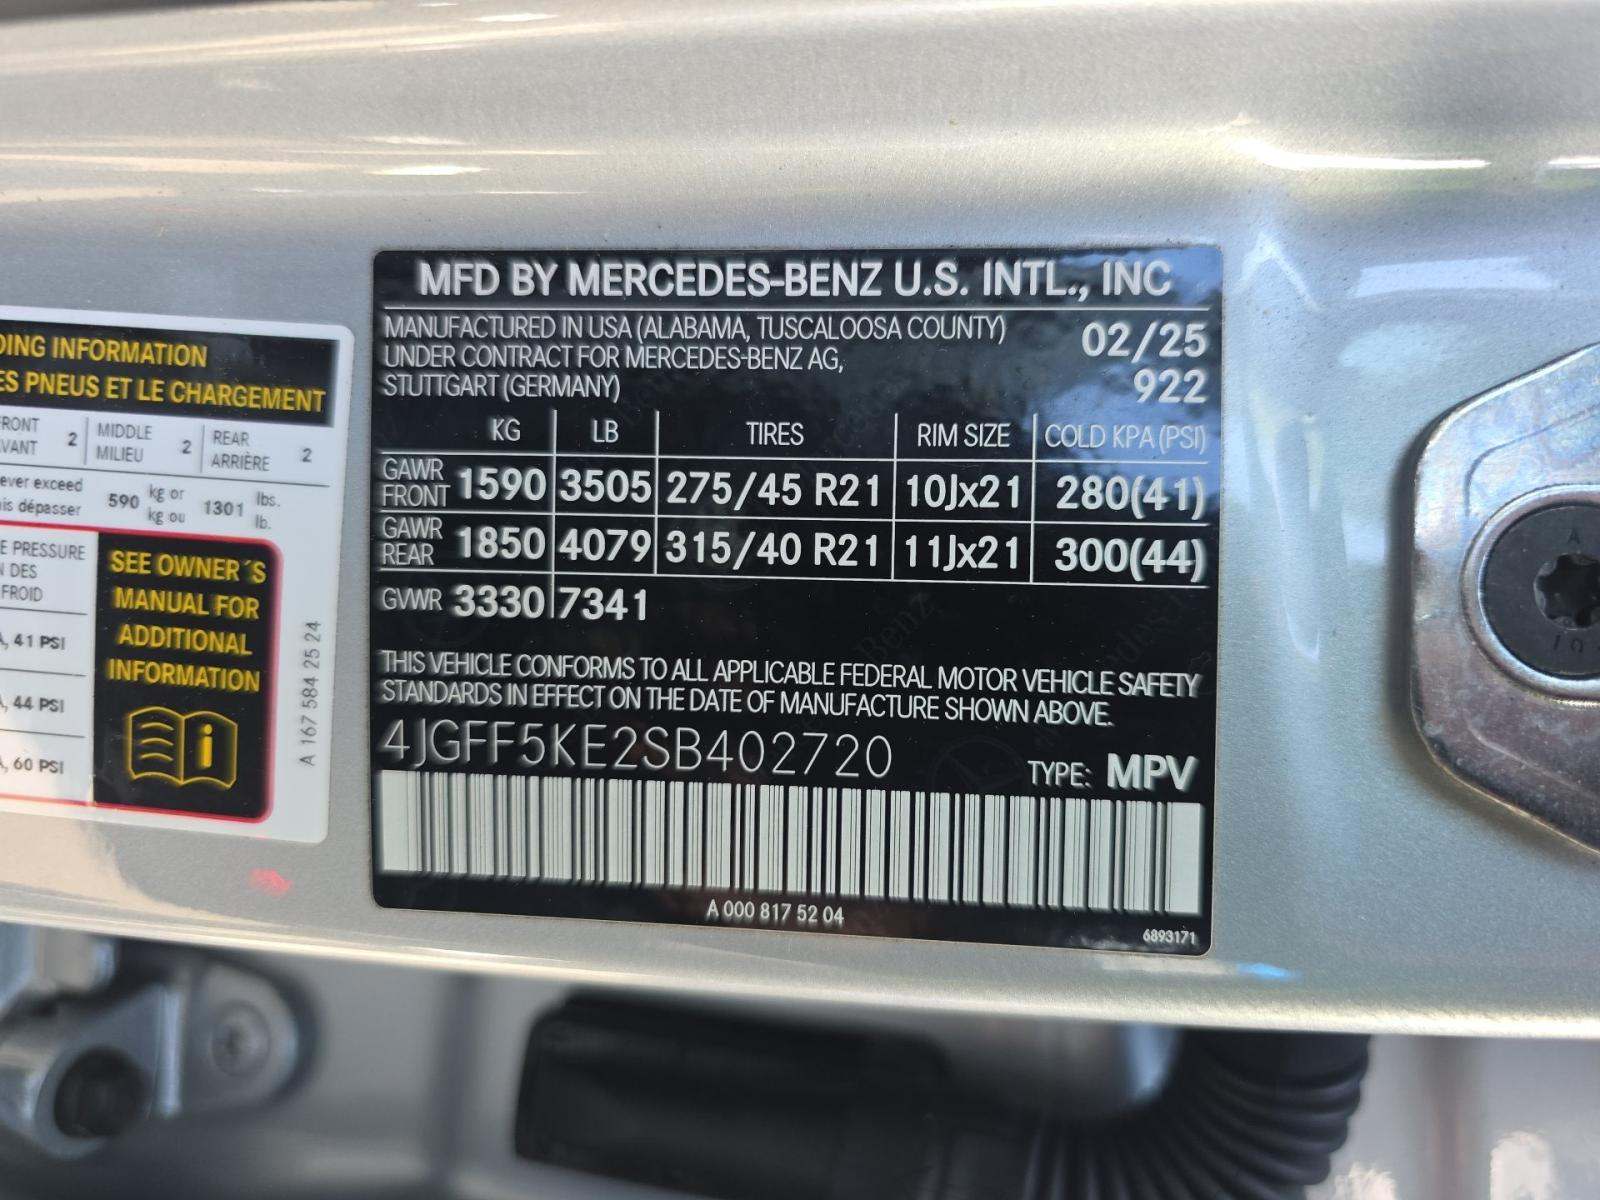 DING INFORMATION
ES PNEUS ET LE CHARGEMENT
FRONT 2 MIDDLE 2 REAR 2
VANT MILIEU ARRIÈRE
ever exceed 590 kg or 1301 lbs.
is dépasser kg ou lb.
E PRESSURE
DES
FROID
, 41 PSI
, 44 PSI
, 60 PSI
SEE OWNER´S
MANUAL FOR
ADDITIONAL
INFORMATION
A 167 584 25 24
MFD BY MERCEDES-BENZ U.S. INTL., INC
MANUFACTURED IN USA (ALABAMA, TUSCALOOSA COUNTY) 02/25
UNDER CONTRACT FOR MERCEDES-BENZ AG,
STUTTGART (GERMANY) 922
KG LB TIRES RIM SIZE COLD KPA (PSI)
GAWR FRONT 1590 3505 275/45 R21 10Jx21 280(41)
GAWR REAR 1850 4079 315/40 R21 11Jx21 300(44)
GVWR 3330 7341
THIS VEHICLE CONFORMS TO ALL APPLICABLE FEDERAL MOTOR VEHICLE SAFETY
STANDARDS IN EFFECT ON THE DATE OF MANUFACTURE SHOWN ABOVE.
4JGFF5KE2SB402720
TYPE: MPV
A 000 817 52 04
6893171